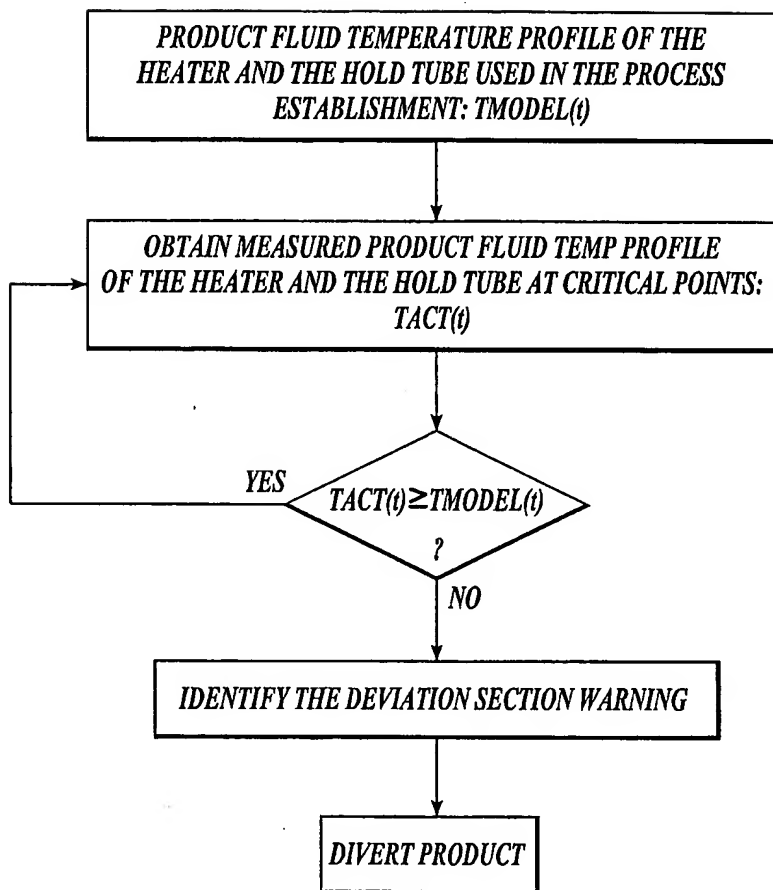 PRODUCT FLUID TEMPERATURE PROFILE OF THE
HEATER AND THE HOLD TUBE USED IN THE PROCESS
ESTABLISHMENT: TMODEL(t)
OBTAIN MEASURED PRODUCT FLUID TEMP PROFILE
OF THE HEATER AND THE HOLD TUBE AT CRITICAL POINTS:
TACT(t)
YES
TACT(t)≥TMODEL(t)
?
NO
IDENTIFY THE DEVIATION SECTION WARNING
DIVERT PRODUCT